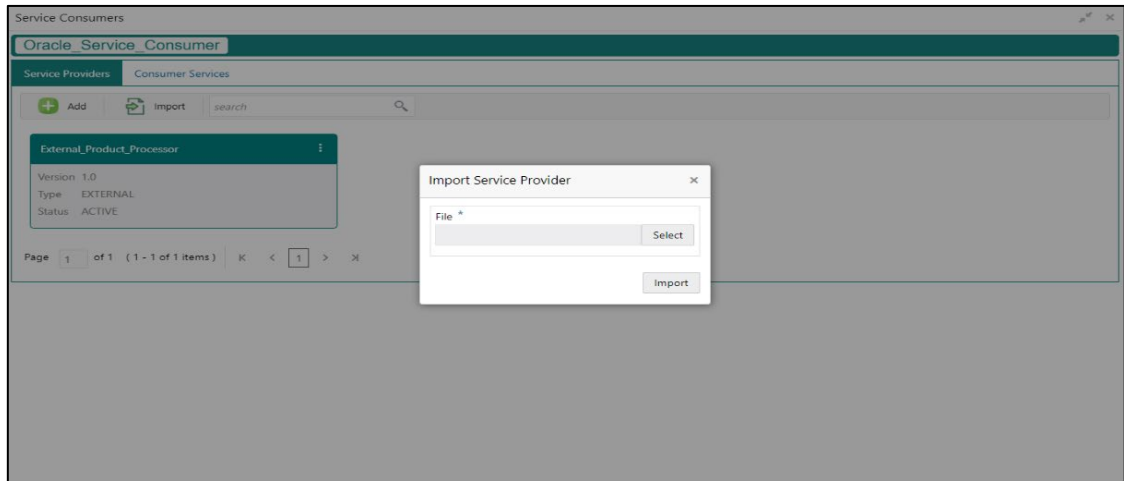 Service Consumers
Oracle_Service_Consumer
Service Providers Consumer Services
Add Import search
External_Product_Processor
Version 1.0
Type EXTERNAL
Status ACTIVE
Page 1 of 1 (1 - 1 of 1 items) K < 1 > >|
Import Service Provider ×
File *
Select
Import